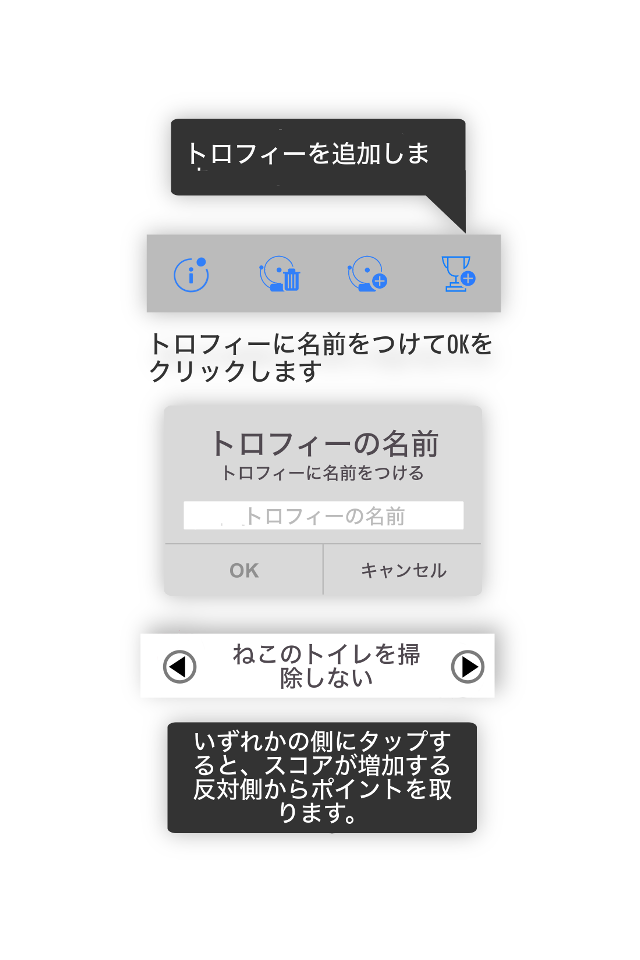 トロフィーを追加しま
トロフィーに名前をつけてOKを
クリックします
トロフィーの名前
トロフィーに名前をつける
トロフィーの名前
OK
キャンセル
ねこのトイレを掃
除しない
いずれかの側にタップす
ると、スコアが増加する
反対側からポイントを取
ります。